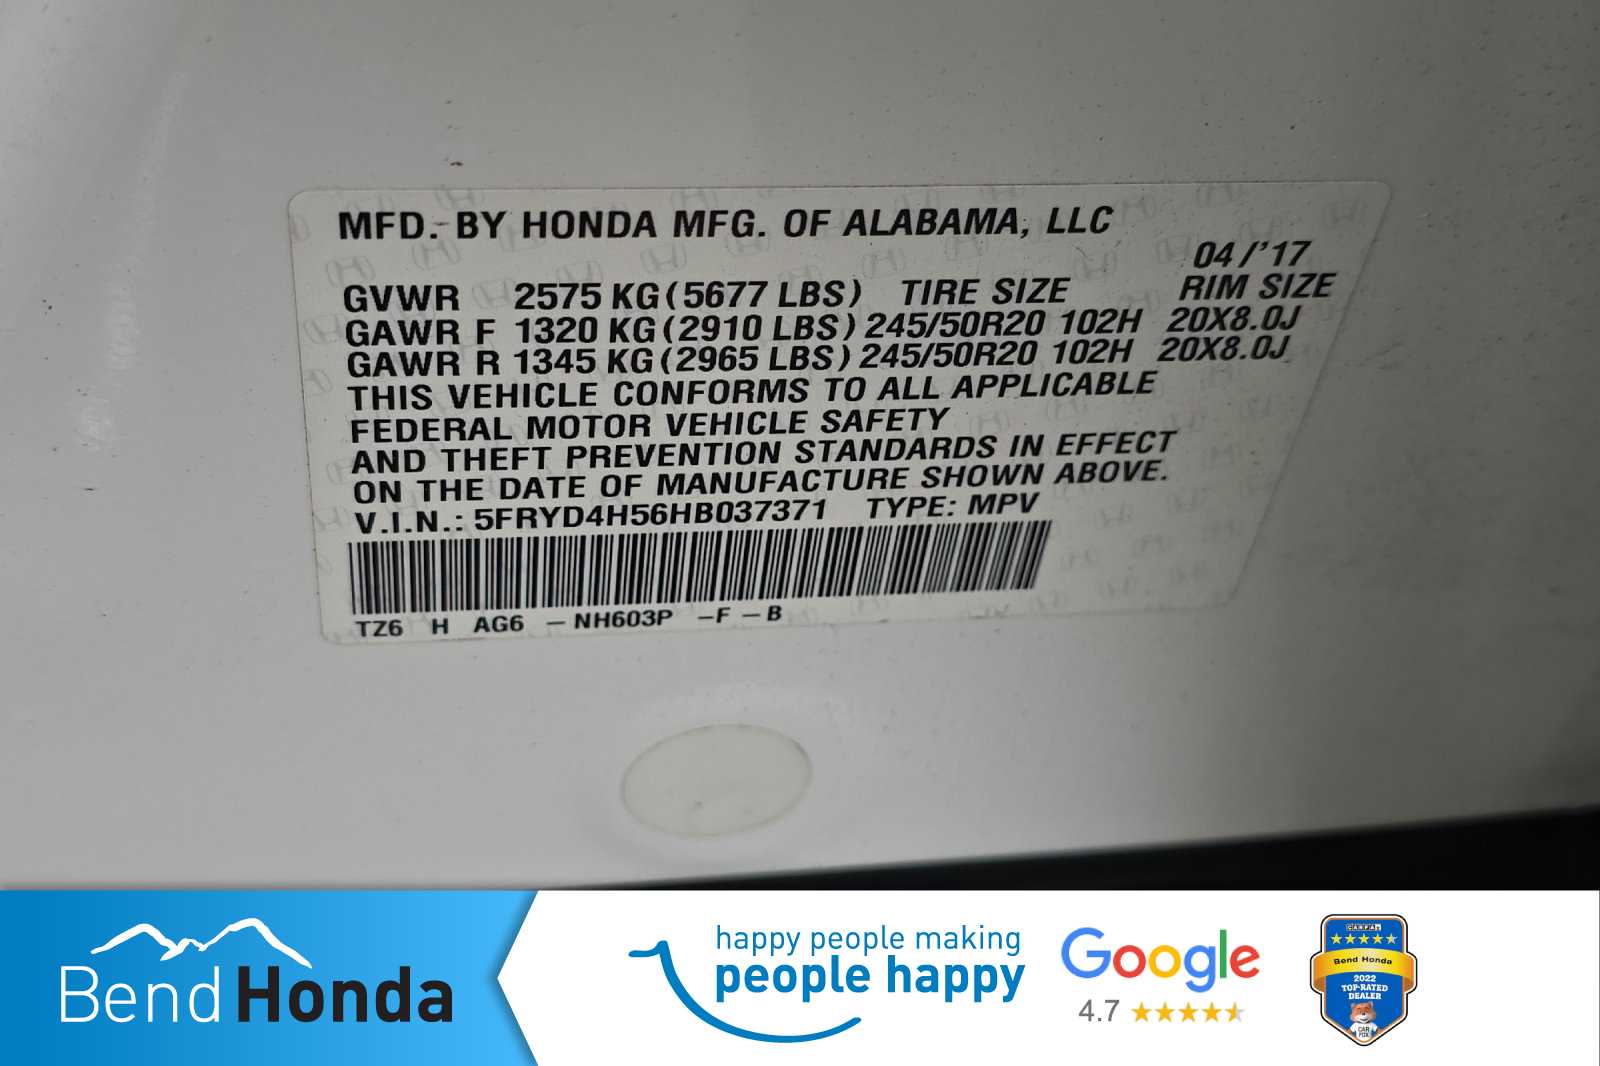 MFD. BY HONDA MFG. OF ALABAMA, LLC
04/'17
GVWR 2575 KG (5677 LBS) TIRE SIZE RIM SIZE
GAWR F 1320 KG (2910 LBS) 245/50R20 102H 20X8.0J
GAWR R 1345 KG (2965 LBS) 245/50R20 102H 20X8.0J
THIS VEHICLE CONFORMS TO ALL APPLICABLE
FEDERAL MOTOR VEHICLE SAFETY
AND THEFT PREVENTION STANDARDS IN EFFECT
ON THE DATE OF MANUFACTURE SHOWN ABOVE.
V.I.N.: 5FRYD4H56HB037371 TYPE: MPV
TZ6 H AG6 – NH603P –F – B
Bend Honda
happy people making
people happy
Google
4.7
CARFAX
Bend Honda
2022
TOP-RATED
DEALER
CAR
FOX